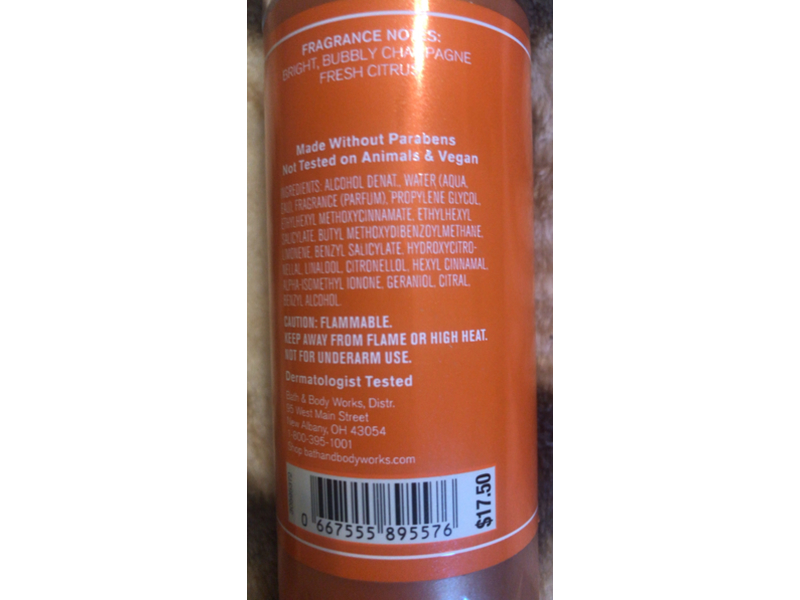 FRAGRANCE NOTES:
BRIGHT, BUBBLY CHAMPAGNE
FRESH CITRUS
Made Without Parabens
Not Tested on Animals & Vegan
INGREDIENTS: ALCOHOL DENAT., WATER (AQUA,
EAU), FRAGRANCE (PARFUM), PROPYLENE GLYCOL,
ETHYLHEXYL METHOXYCINNAMATE, ETHYLHEXYL
SALICYLATE, BUTYL METHOXYDIBENZOYLMETHANE,
LIMONENE, BENZYL SALICYLATE, HYDROXYCITRO-
NELLAL, LINALOOL, CITRONELLOL, HEXYL CINNAMAL,
ALPHA-ISOMETHYL IONONE, GERANIOL, CITRAL,
BENZYL ALCOHOL.
CAUTION: FLAMMABLE.
KEEP AWAY FROM FLAME OR HIGH HEAT.
NOT FOR UNDERARM USE.
Dermatologist Tested
Bath & Body Works, Distr.
95 West Main Street
New Albany, OH 43054
1-800-395-1001
Shop bathandbodyworks.com
$17.50
0 667555 895576